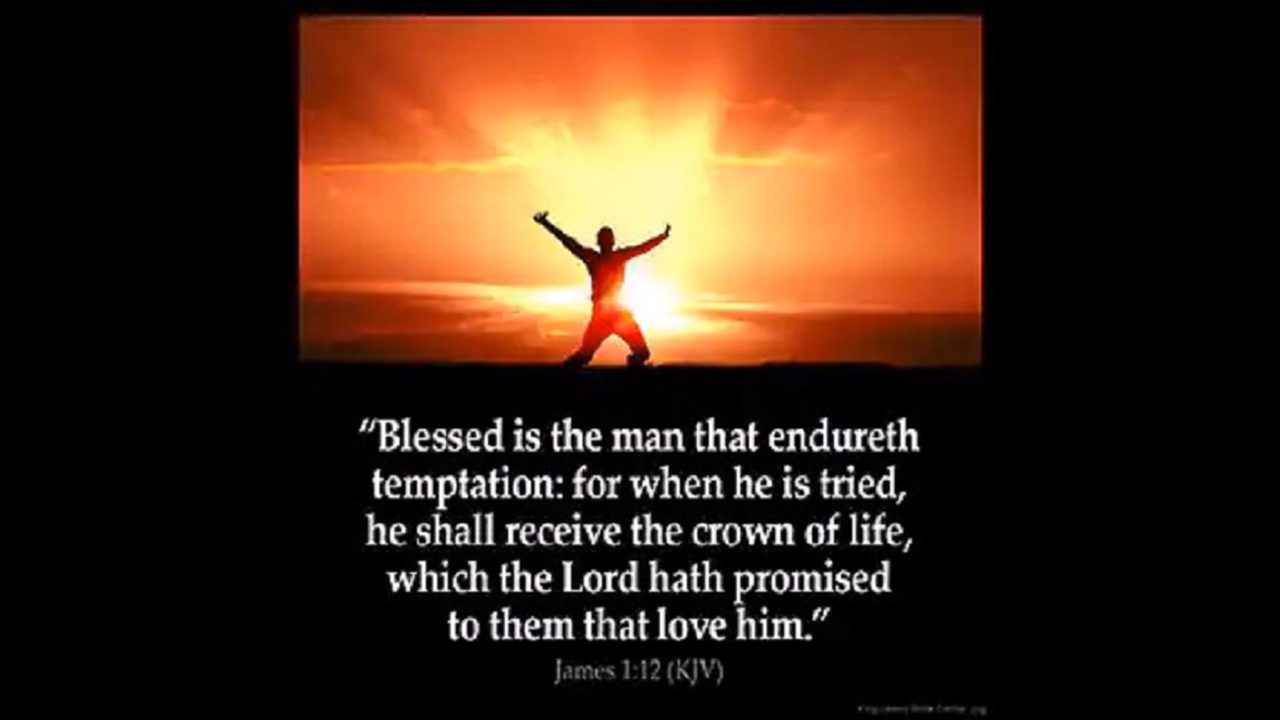 “Blessed is the man that endureth
temptation: for when he is tried,
he shall receive the crown of life,
which the Lord hath promised
to them that love him.”
James 1:12 (KJV)